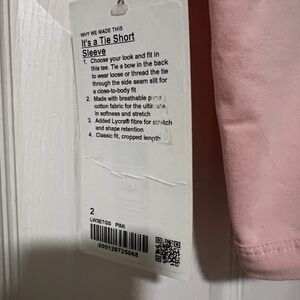 WHY WE MADE THIS
It's a Tie Short
Sleeve
1. Choose your look and fit in
this tee. Tie a bow in the back
to wear loose or thread the tie
through the side seam slit for
a close-to-body fit
2. Made with breathable
cotton fabric for the ultimate
in softness and stretch
3. Added Lycra® fibre for stretch
and shape retention
4. Classic fit, cropped length
2
LW3ETGS PIMI
000129725068